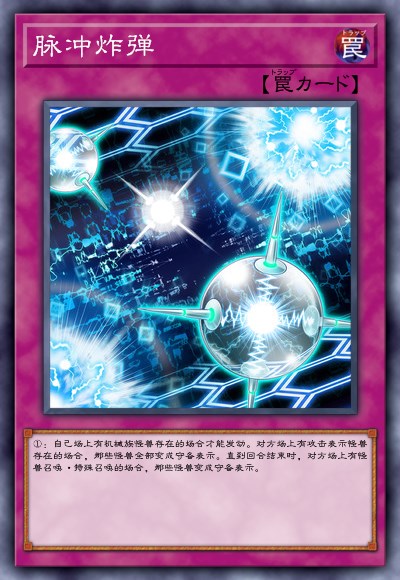 脉冲炸弹
トラップ
罠
トラップ
【罠カード】
①：自己场上有机械族怪兽存在的场合才能发动。对方场上有攻击表示怪兽
存在的场合，那些怪兽全部变成守备表示。直到回合结束时，对方场上有怪
兽召唤·特殊召唤的场合，那些怪兽变成守备表示。